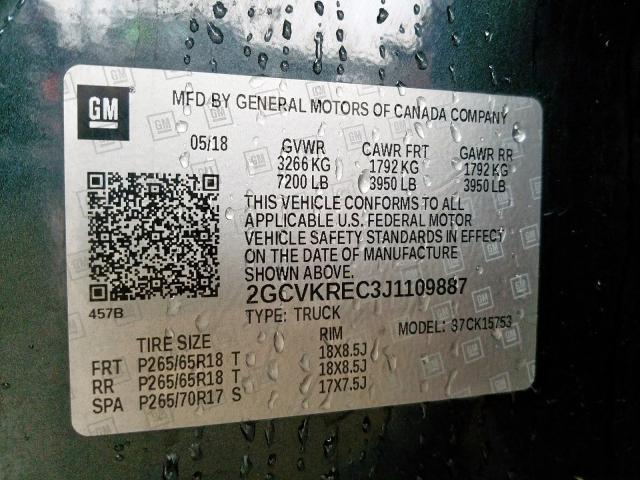 GM
MFD BY GENERAL MOTORS OF CANADA COMPANY
05/18 GVWR CAWR FRT GAWR RR
3266 KG 1792 KG 1792 KG
7200 LB 3950 LB 3950 LB
THIS VEHICLE CONFORMS TO ALL
APPLICABLE U.S. FEDERAL MOTOR
VEHICLE SAFETY STANDARDS IN EFFECT
ON THE DATE OF MANUFACTURE
SHOWN ABOVE.
2GCVKREC3J1109887
457B
TYPE: TRUCK MODEL: S7CK15753
TIRE SIZE RIM
FRT P265/65R18 T 18X8.5J
RR P265/65R18 T 18X8.5J
SPA P265/70R17 S 17X7.5J